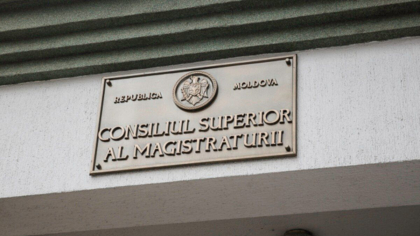 REPUBLICA MOLDOVA
CONSILIUL SUPERIOR
AL MAGISTRATURII